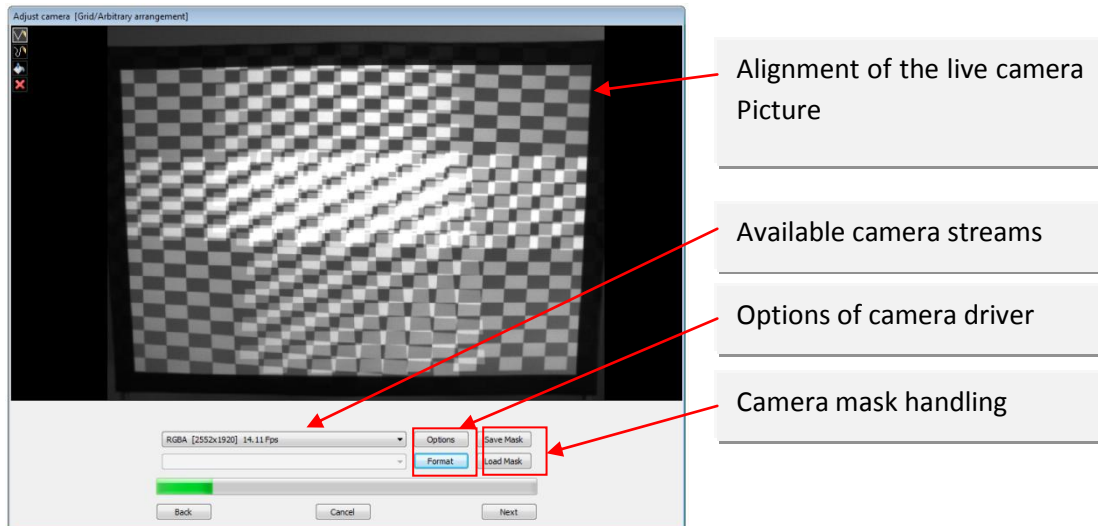 Adjust camera [Grid/Arbitrary arrangement]
Alignment of the live camera
Picture
Available camera streams
Options of camera driver
Camera mask handling
RGBA [2552x1920] 14.11 Fps
Options
Save Mask
Format
Load Mask
Back
Cancel
Next